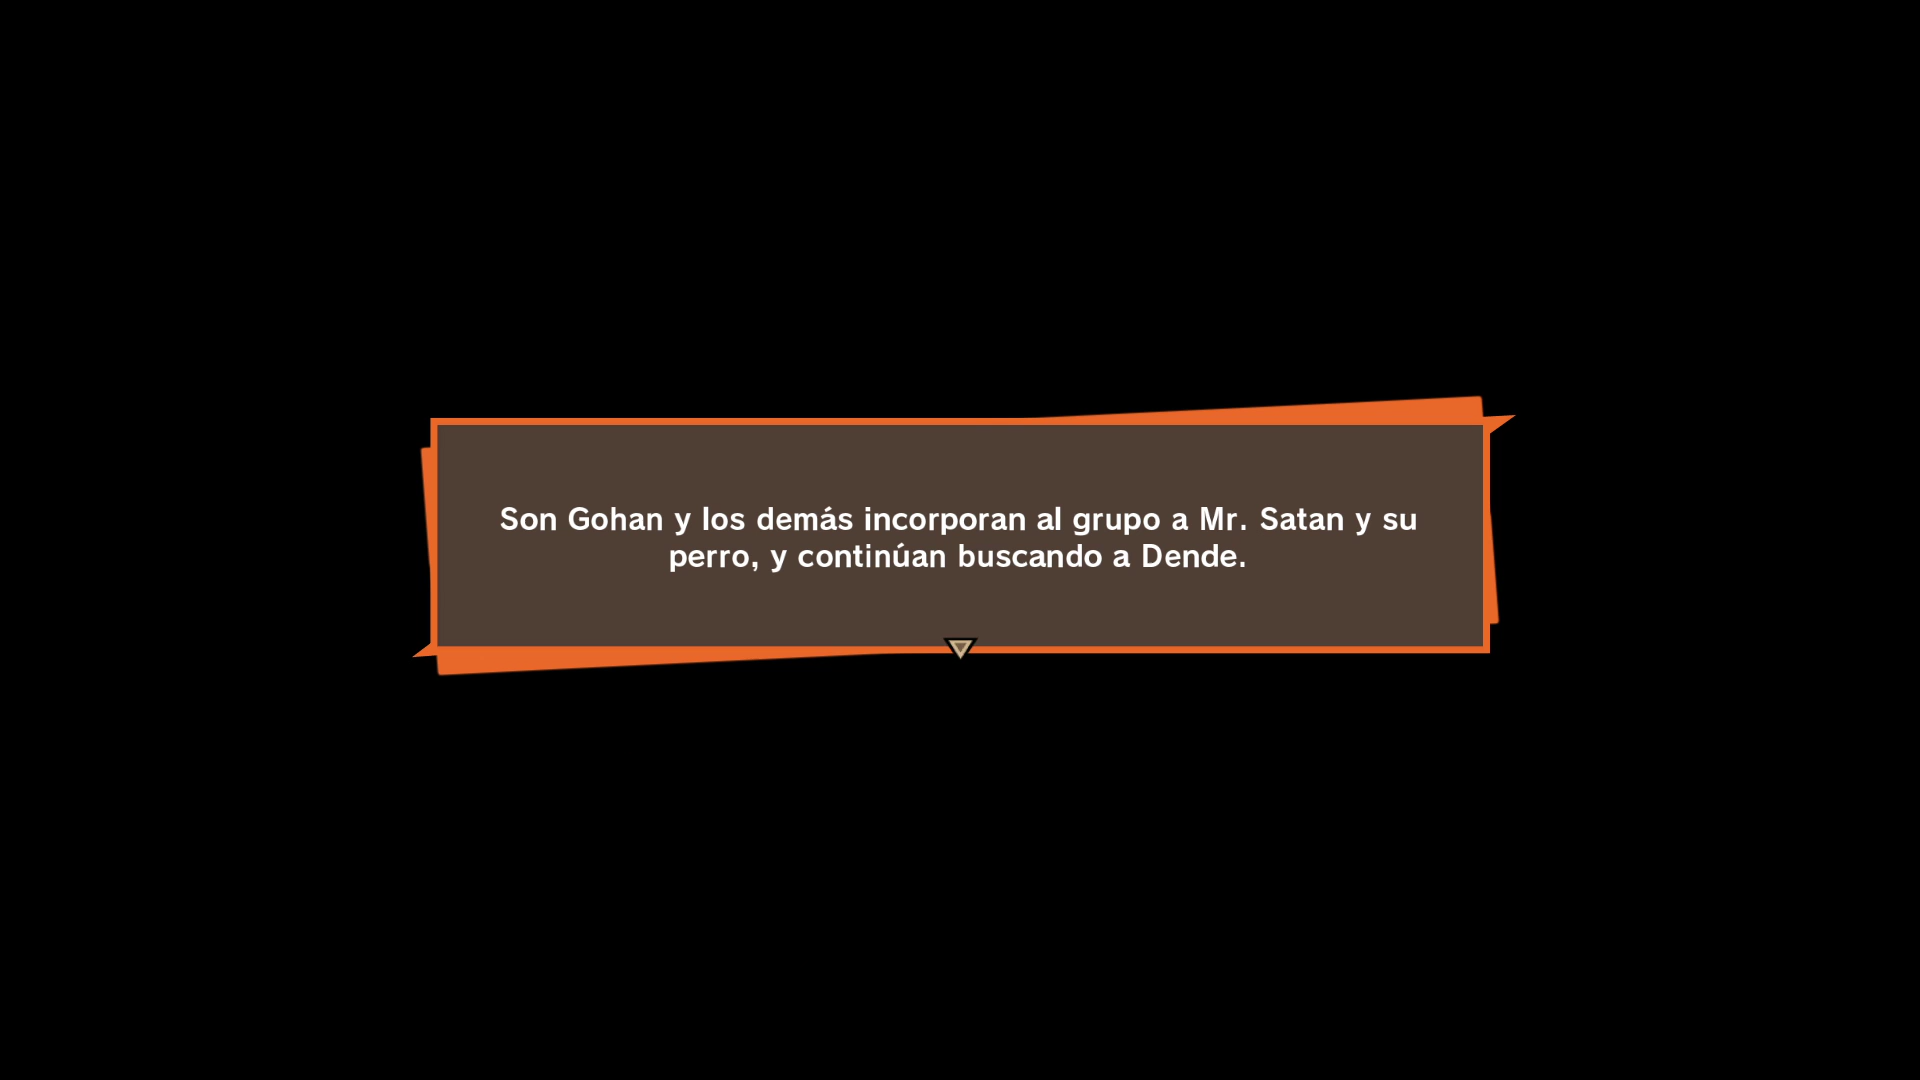 Son Gohan y los demás incorporan al grupo a Mr. Satan y su
perro, y continúan buscando a Dende.